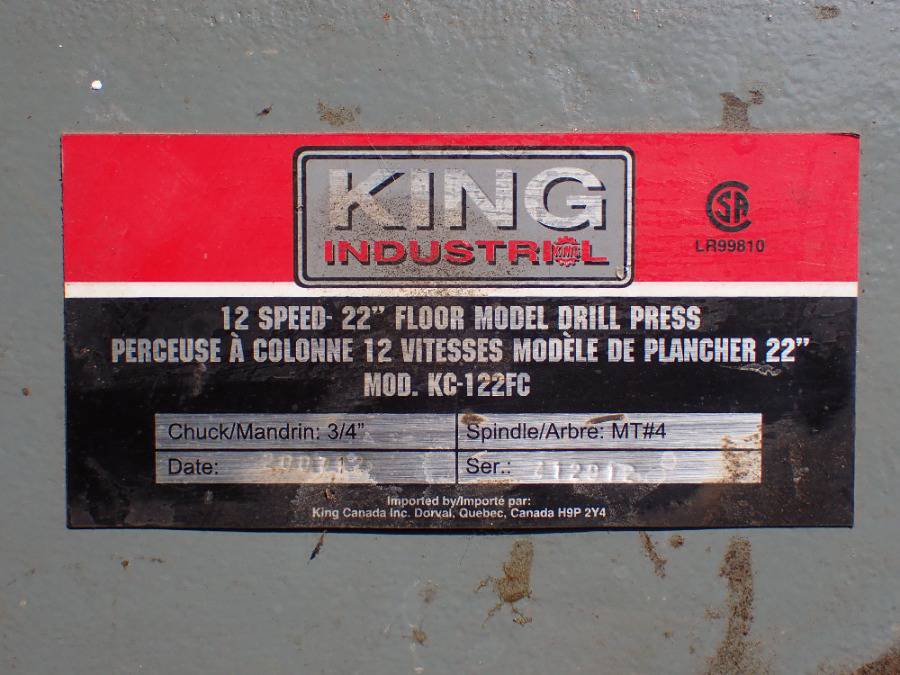 KING
INDUSTRIAL
KING
CSA
LR99810
12 SPEED- 22” FLOOR MODEL DRILL PRESS
PERCEUSE À COLONNE 12 VITESSES MODÈLE DE PLANCHER 22”
MOD. KC-122FC
Chuck/Mandrin: 3/4"
Spindle/Arbre: MT#4
Date:
Ser.:
Imported by/Importé par:
King Canada Inc. Dorval, Quebec, Canada H9P 2Y4